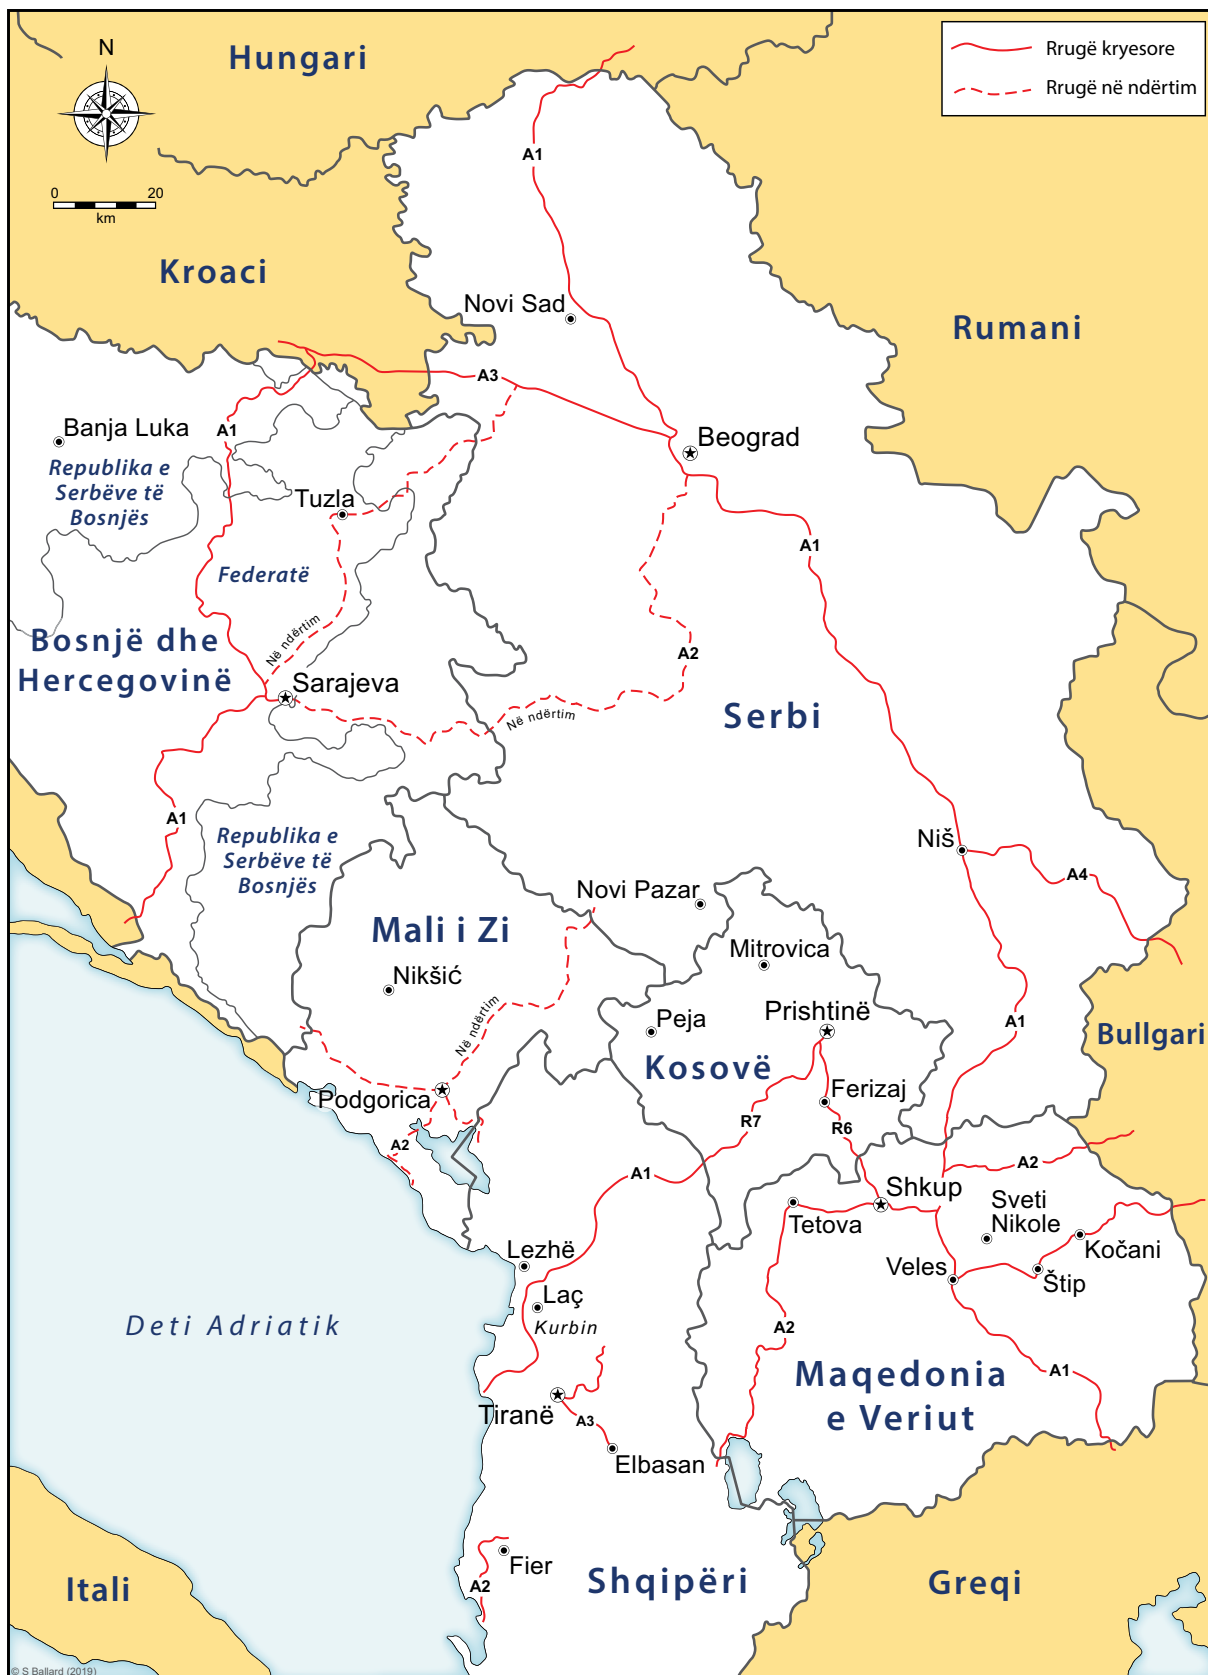 Hungari
Rrugë kryesore
Rrugë në ndërtim
N
0 20
km
A1
Kroaci
Novi Sad
Rumani
A3
A1
Banja Luka
Beograd
Republika e
Serbëve të
Bosnjës
Tuzla
A1
Federatë
Në ndërtim
Bosnjë dhe
Hercegovinë
A2
Sarajeva
Në ndërtim
Serbi
A1
Niš
Republika e
Serbëve të
Bosnjës
A4
Novi Pazar
Mali i Zi
Mitrovica
Nikšić
Prishtinë
Peja
A1
Në ndërtim
Bullgari
Kosovë
Podgorica
Ferizaj
R7
R6
A2
A2
A1
Shkup
Sveti
Nikole
Tetova
Kočani
Lezhë
Veles
Štip
Laç
Kurbin
Deti Adriatik
A2
A1
Maqedonia
e Veriut
Tiranë
A3
Elbasan
Fier
A2
Shqipëri
Itali
Greqi
© S Ballard (2019)